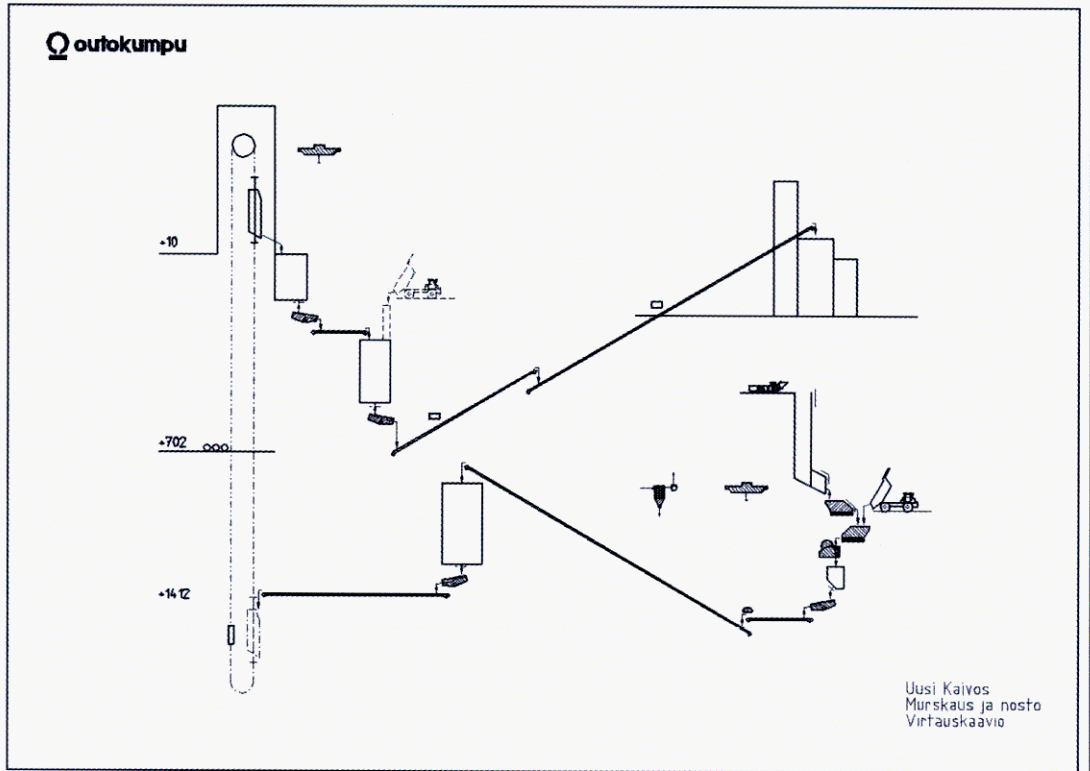 outokumpu
+10
+702
+1412
Uusi Kaivos
Murskaus ja nosto
Virtauskaavio